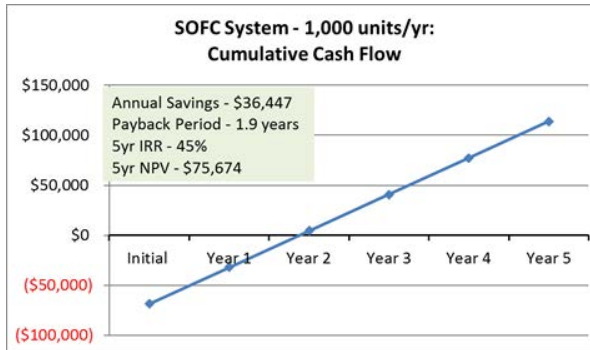 SOFC System - 1,000 units/yr:
Cumulative Cash Flow
$150,000
$100,000
$50,000
$0
($50,000)
($100,000)
Annual Savings - $36,447
Payback Period - 1.9 years
5yr IRR - 45%
5yr NPV - $75,674
Initial Year 1 Year 2 Year 3 Year 4 Year 5